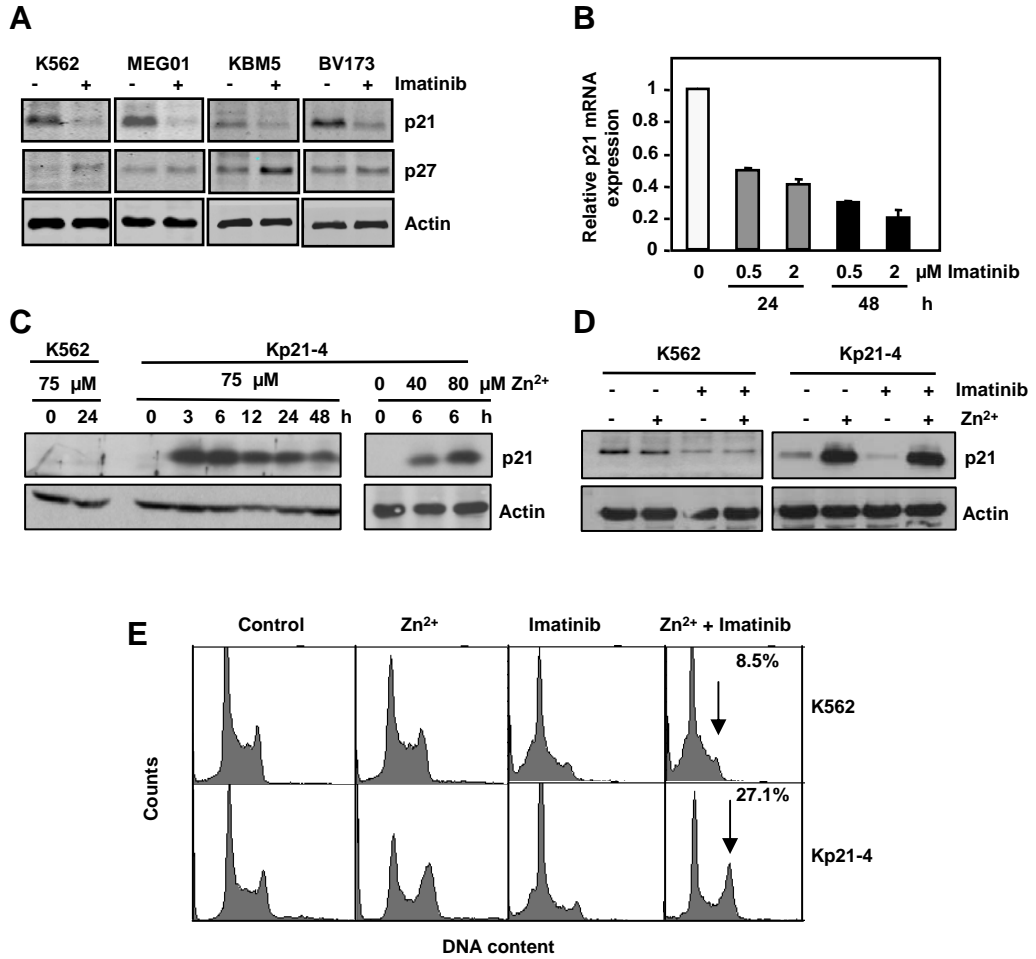 A
K562 MEG01 KBM5 BV173
- + - + - + - + Imatinib
p21
p27
Actin
B
Relative p21 mRNA
expression
1
0.8
0.6
0.4
0.2
0
0 0.5 2 0.5 2 µM Imatinib
24 48 h
C
K562 Kp21-4
75 µM 75 µM 0 40 80 µM Zn²⁺
0 24 0 3 6 12 24 48 h 0 6 6 h
p21
Actin
D
K562 Kp21-4
- - + + - - + + Imatinib
- + - + - + - + Zn²⁺
p21
Actin
E
Control Zn²⁺ Imatinib Zn²⁺ + Imatinib
8.5%
K562
27.1%
Kp21-4
Counts
DNA content